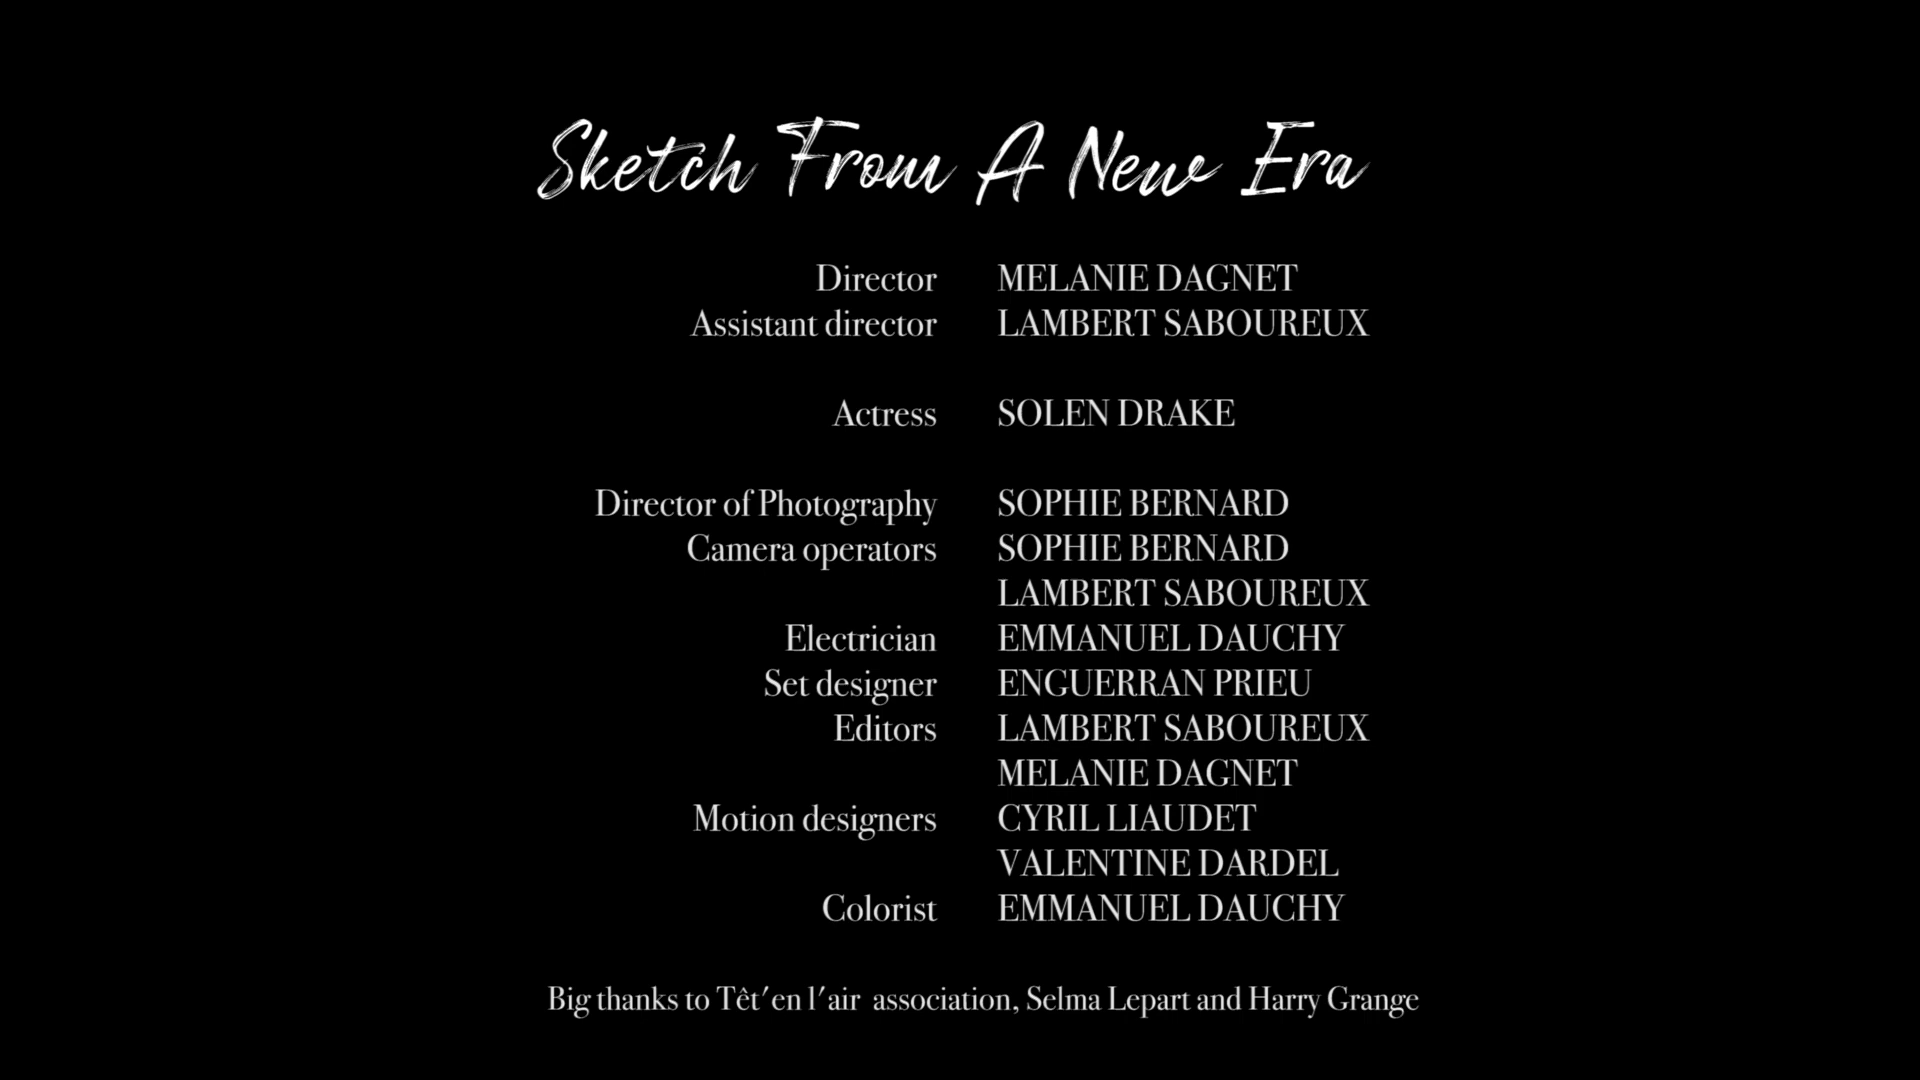 Sketch From A New Era
Director MELANIE DAGNET
Assistant director LAMBERT SABOUREUX
Actress SOLEN DRAKE
Director of Photography SOPHIE BERNARD
Camera operators SOPHIE BERNARD
LAMBERT SABOUREUX
Electrician EMMANUEL DAUCHY
Set designer ENGUERRAN PRIEU
Editors LAMBERT SABOUREUX
MELANIE DAGNET
Motion designers CYRIL LIAUDET
VALENTINE DARDEL
Colorist EMMANUEL DAUCHY
Big thanks to Têt'en l'air association, Selma Lepart and Harry Grange